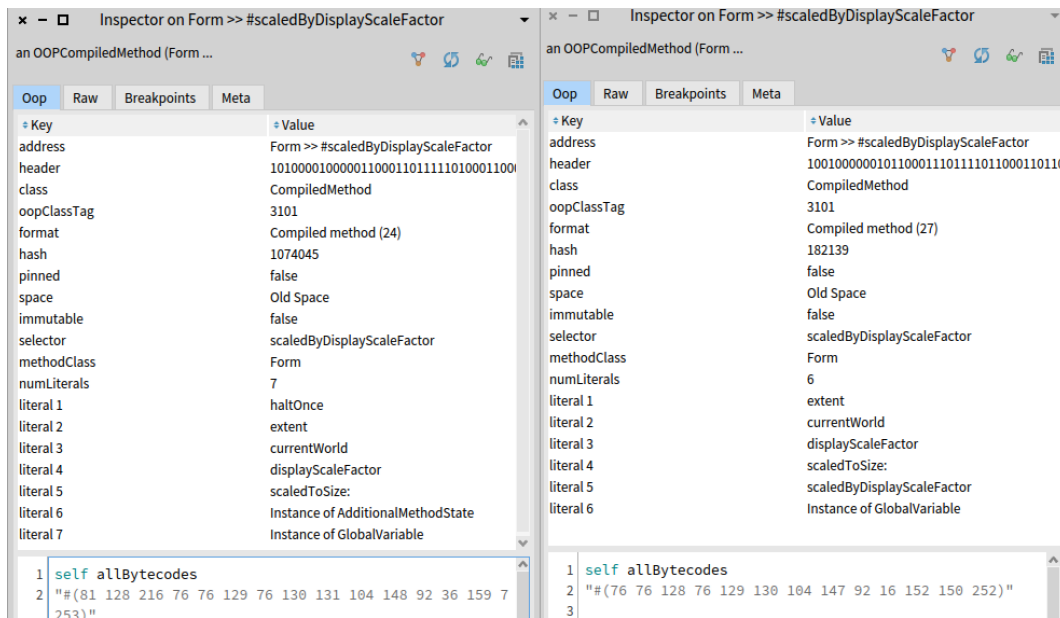 Inspector on Form >> #scaledByDisplayScaleFactor
an OOPCompiledMethod (Form ...
Oop Raw Breakpoints Meta
Key Value
address Form >> #scaledByDisplayScaleFactor
header 10100001000001100011011111010001100
class CompiledMethod
oopClassTag 3101
format Compiled method (24)
hash 1074045
pinned false
space Old Space
immutable false
selector scaledByDisplayScaleFactor
methodClass Form
numLiterals 7
literal 1 haltOnce
literal 2 extent
literal 3 currentWorld
literal 4 displayScaleFactor
literal 5 scaledToSize:
literal 6 Instance of AdditionalMethodState
literal 7 Instance of GlobalVariable
1 self allBytecodes
2 "#(81 128 216 76 76 129 76 130 131 104 148 92 36 159 7
253)"
Inspector on Form >> #scaledByDisplayScaleFactor
an OOPCompiledMethod (Form ...
Oop Raw Breakpoints Meta
Key Value
address Form >> #scaledByDisplayScaleFactor
header 10010000001011000111011110110001101
class CompiledMethod
oopClassTag 3101
format Compiled method (27)
hash 182139
pinned false
space Old Space
immutable false
selector scaledByDisplayScaleFactor
methodClass Form
numLiterals 6
literal 1 extent
literal 2 currentWorld
literal 3 displayScaleFactor
literal 4 scaledToSize:
literal 5 scaledByDisplayScaleFactor
literal 6 Instance of GlobalVariable
1 self allBytecodes
2 "#(76 76 128 76 129 130 104 147 92 16 152 150 252)"
3